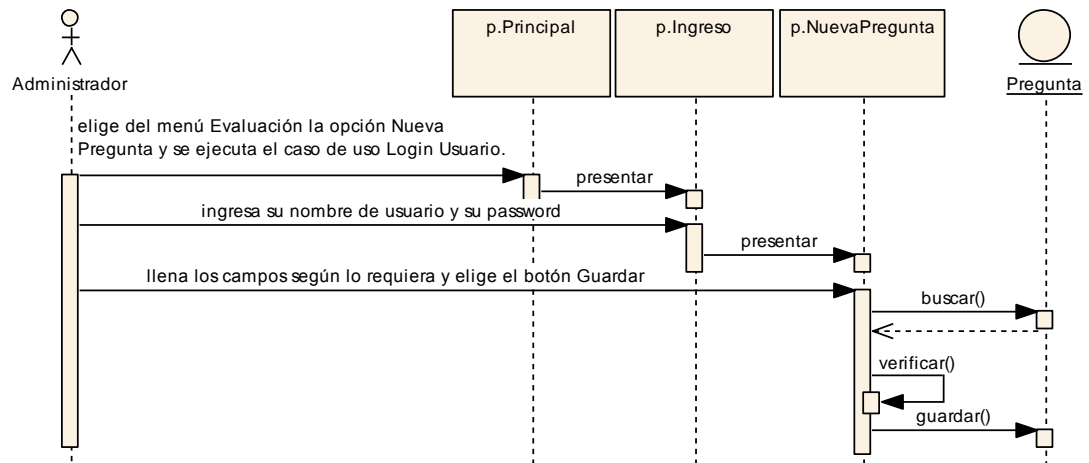 p.Principal
p.Ingreso
p.NuevaPregunta
Administrador
Pregunta
elige del menú Evaluación la opción Nueva
Pregunta y se ejecuta el caso de uso Login Usuario.
presentar
ingresa su nombre de usuario y su password
presentar
llena los campos según lo requiera y elige el botón Guardar
buscar()
verificar()
guardar()